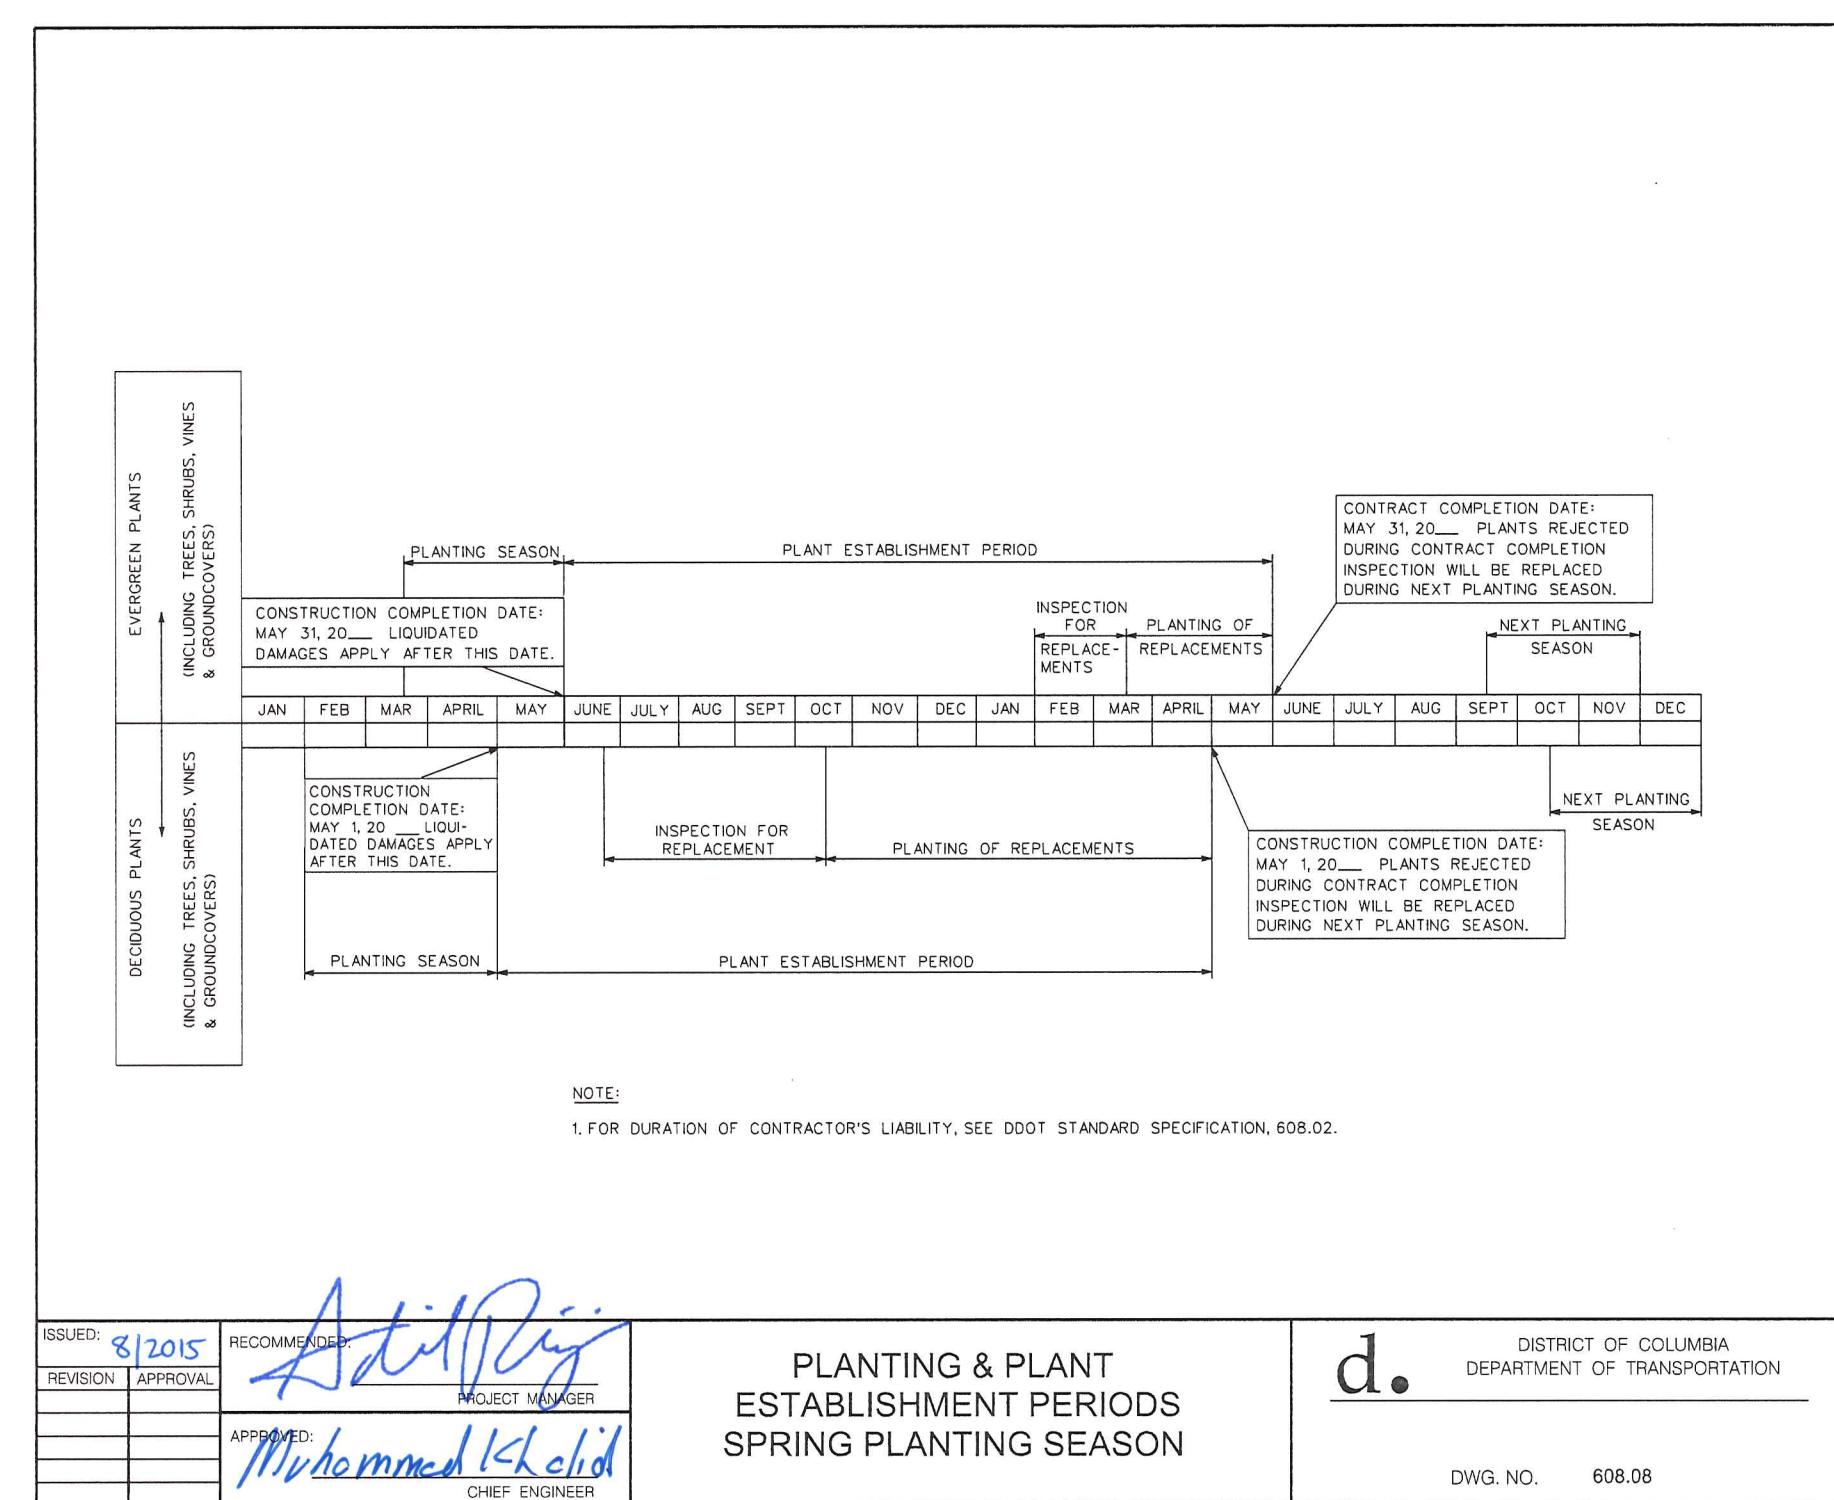 EVERGREEN PLANTS
(INCLUDING TREES, SHRUBS, VINES
& GROUNDCOVERS)
DECIDUOUS PLANTS
(INCLUDING TREES, SHRUBS, VINES
& GROUNDCOVERS)
PLANTING SEASON
PLANT ESTABLISHMENT PERIOD
CONSTRUCTION COMPLETION DATE:
MAY 31, 20__ LIQUIDATED
DAMAGES APPLY AFTER THIS DATE.
INSPECTION
FOR
REPLACE-
MENTS
PLANTING OF
REPLACEMENTS
CONTRACT COMPLETION DATE:
MAY 31, 20__ PLANTS REJECTED
DURING CONTRACT COMPLETION
INSPECTION WILL BE REPLACED
DURING NEXT PLANTING SEASON.
NEXT PLANTING
SEASON
JAN FEB MAR APRIL MAY JUNE JULY AUG SEPT OCT NOV DEC JAN FEB MAR APRIL MAY JUNE JULY AUG SEPT OCT NOV DEC
CONSTRUCTION
COMPLETION DATE:
MAY 1, 20 __ LIQUI-
DATED DAMAGES APPLY
AFTER THIS DATE.
INSPECTION FOR
REPLACEMENT
PLANTING OF REPLACEMENTS
CONSTRUCTION COMPLETION DATE:
MAY 1, 20__ PLANTS REJECTED
DURING CONTRACT COMPLETION
INSPECTION WILL BE REPLACED
DURING NEXT PLANTING SEASON.
NEXT PLANTING
SEASON
PLANTING SEASON
PLANT ESTABLISHMENT PERIOD
NOTE:
1. FOR DURATION OF CONTRACTOR'S LIABILITY, SEE DDOT STANDARD SPECIFICATION, 608.02.
ISSUED: 8/2015
REVISION APPROVAL
RECOMMENDED:
PROJECT MANAGER
APPROVED:
Muhammed Khalid
CHIEF ENGINEER
PLANTING & PLANT
ESTABLISHMENT PERIODS
SPRING PLANTING SEASON
d.
DISTRICT OF COLUMBIA
DEPARTMENT OF TRANSPORTATION
DWG. NO. 608.08